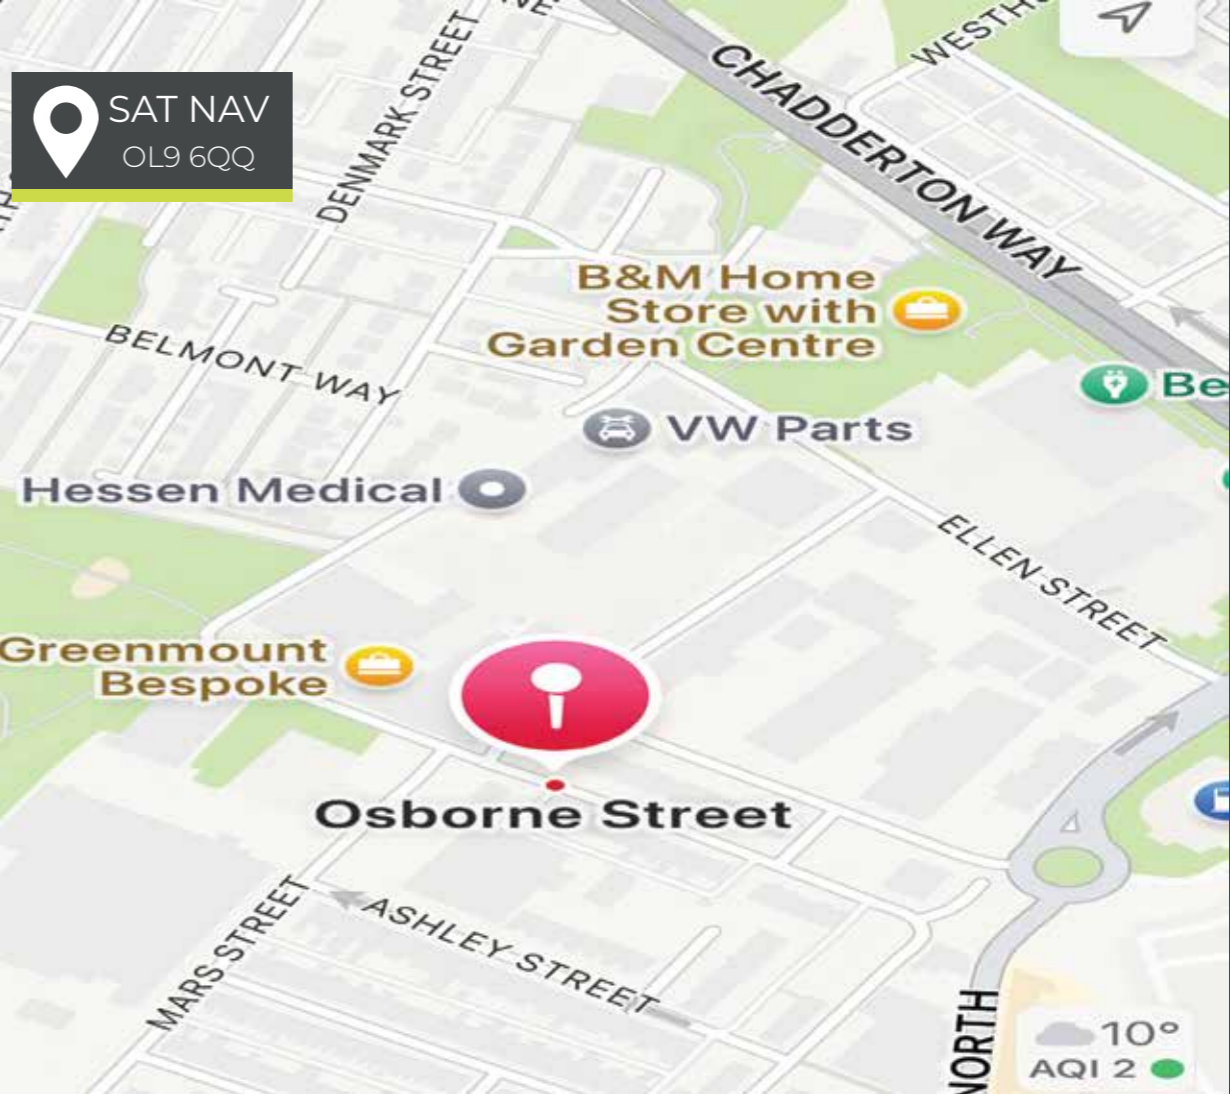 WESTH
CHADDERTON WAY
DENMARK STREET
SAT NAV
OL9 6QQ
B&M Home
Store with
Garden Centre
BELMONT WAY
Be
VW Parts
Hessen Medical
ELLEN STREET
Greenmount
Bespoke
Osborne Street
MARS STREET
ASHLEY STREET
NORTH
10°
AQI 2